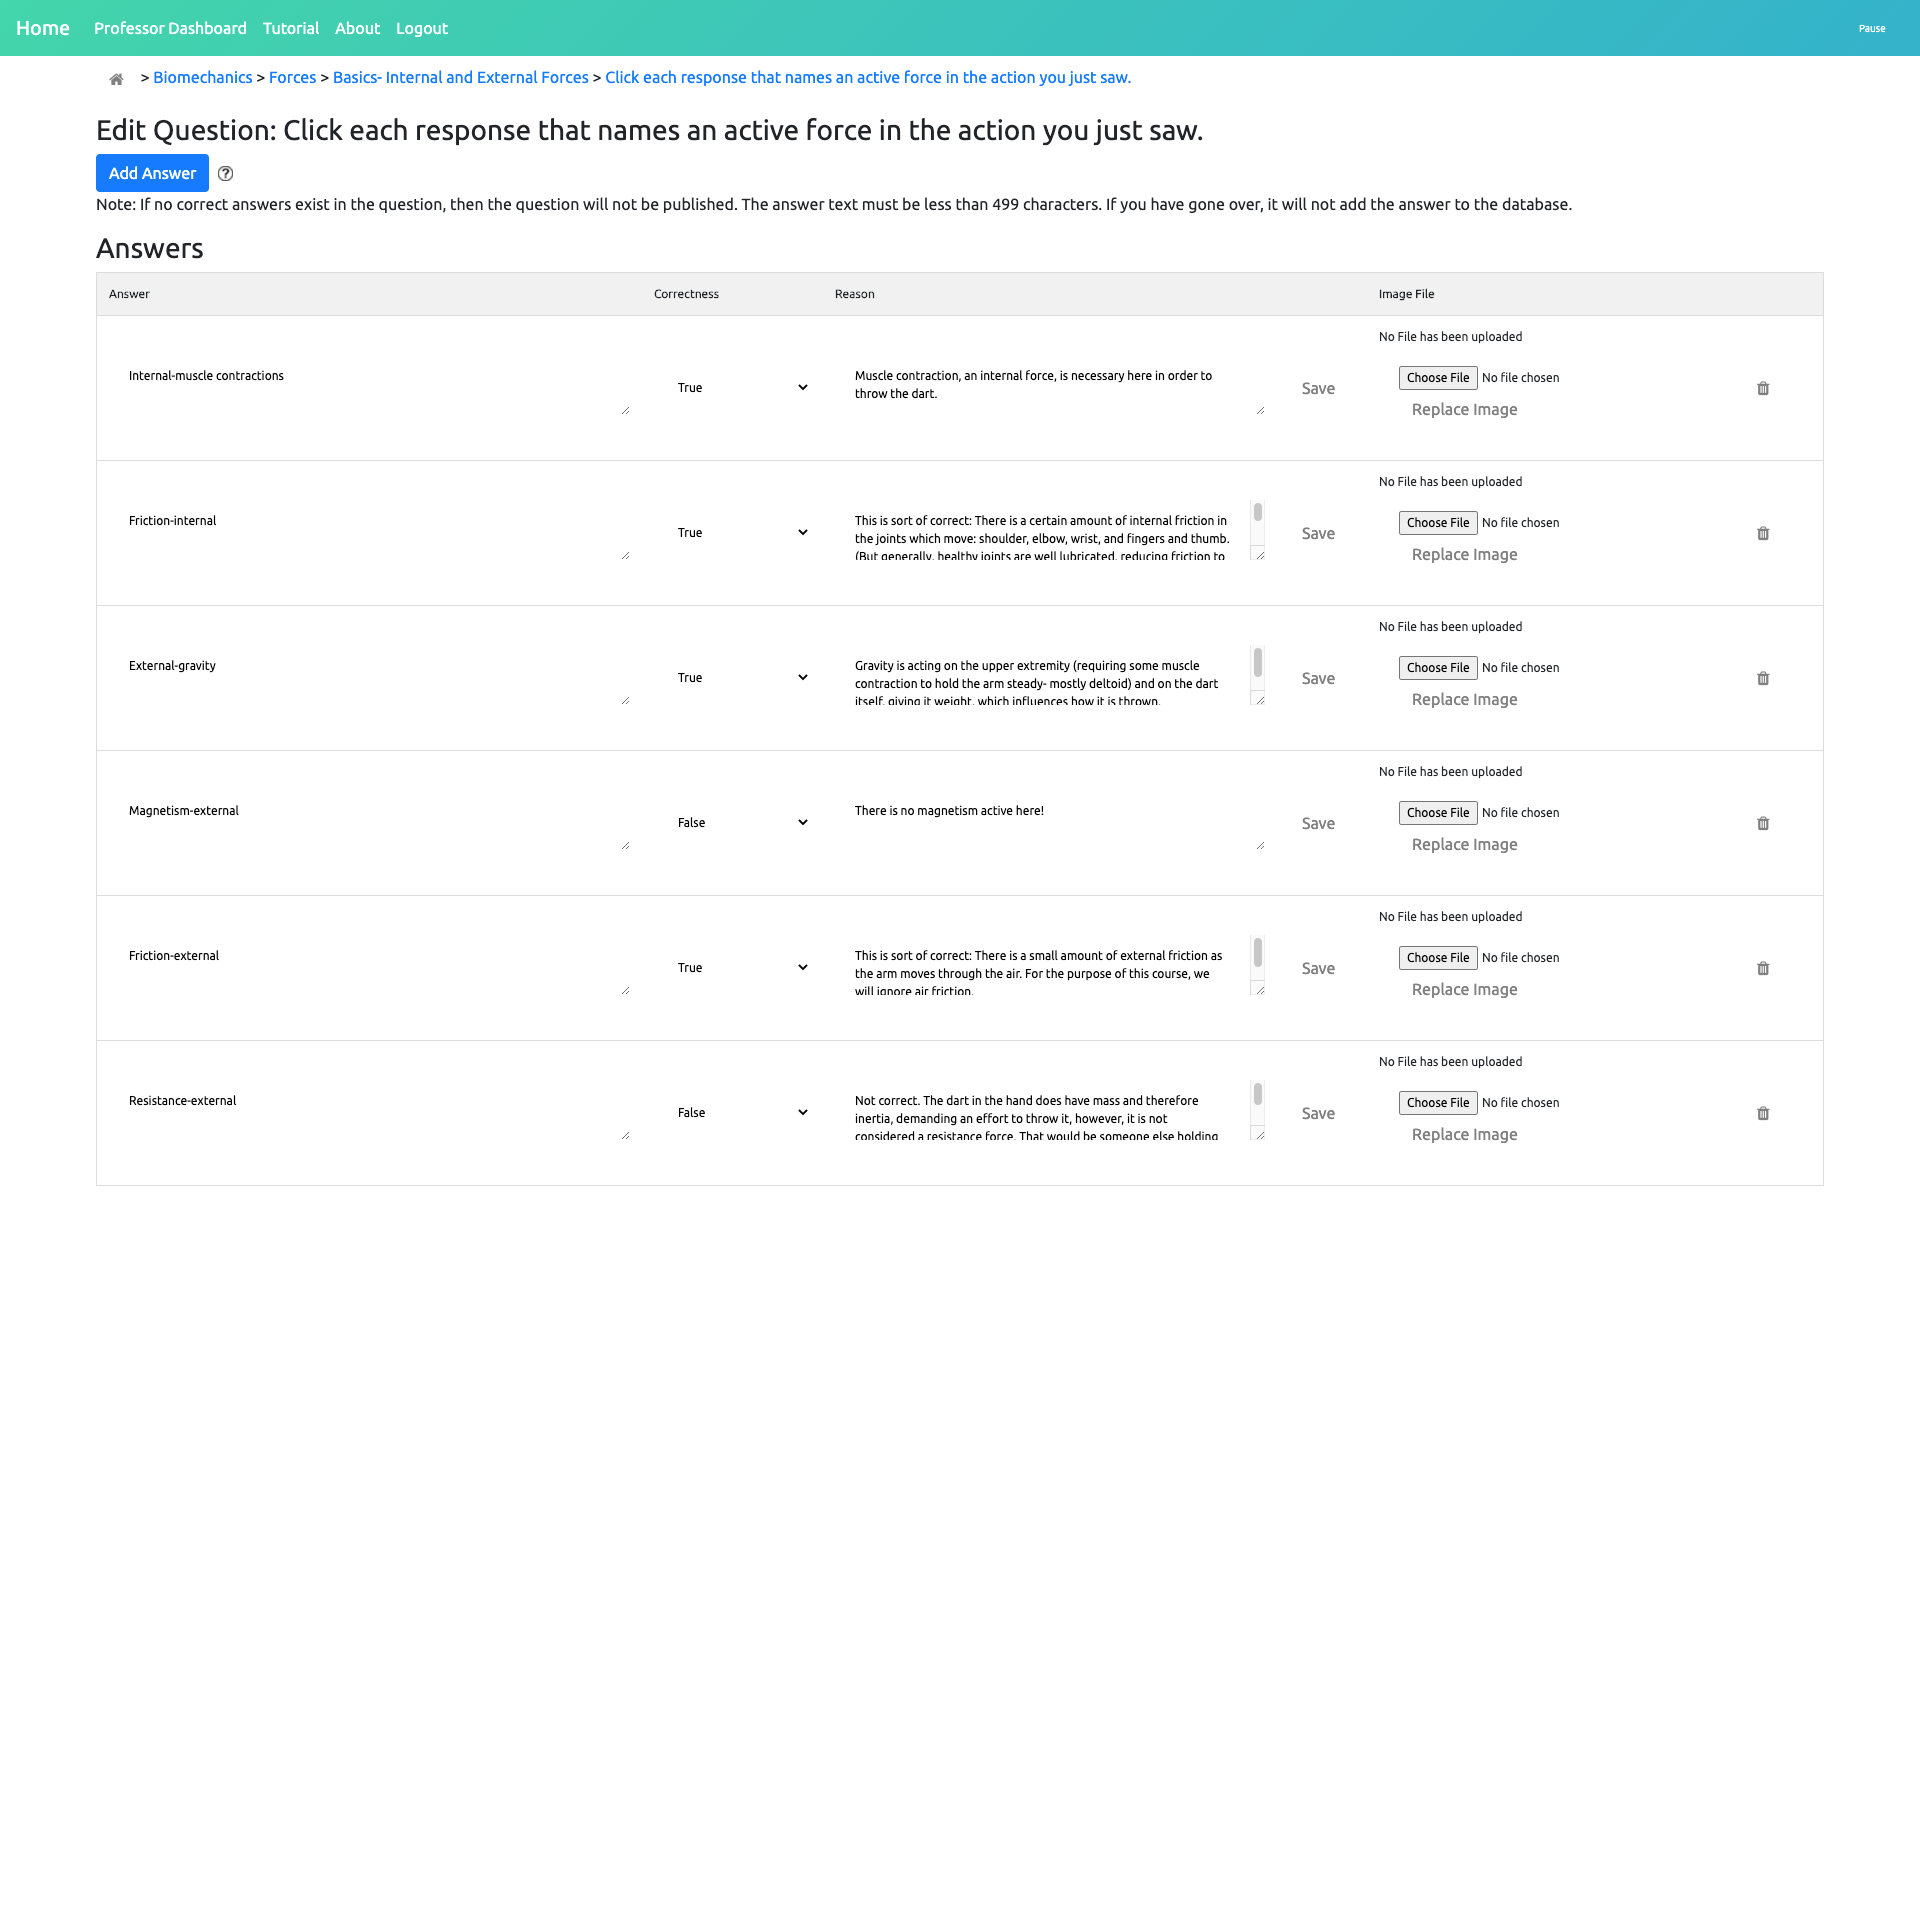 Home Professor Dashboard Tutorial About Logout Pause
> Biomechanics > Forces > Basics- Internal and External Forces > Click each response that names an active force in the action you just saw.
Edit Question: Click each response that names an active force in the action you just saw.
Add Answer
Note: If no correct answers exist in the question, then the question will not be published. The answer text must be less than 499 characters. If you have gone over, it will not add the answer to the database.
Answers
Answer Correctness Reason Image File
No File has been uploaded
Internal-muscle contractions True Muscle contraction, an internal force, is necessary here in order to Save Choose File No file chosen
throw the dart.
Replace Image
No File has been uploaded
Friction-internal True This is sort of correct: There is a certain amount of internal friction in Save Choose File No file chosen
the joints which move: shoulder, elbow, wrist, and fingers and thumb.
(But generally, healthy joints are well lubricated, reducing friction to
Replace Image
No File has been uploaded
External-gravity True Gravity is acting on the upper extremity (requiring some muscle Save Choose File No file chosen
contraction to hold the arm steady- mostly deltoid) and on the dart
itself, giving it weight, which influences how it is thrown.
Replace Image
No File has been uploaded
Magnetism-external False There is no magnetism active here! Save Choose File No file chosen
Replace Image
No File has been uploaded
Friction-external True This is sort of correct: There is a small amount of external friction as Save Choose File No file chosen
the arm moves through the air. For the purpose of this course, we
will ignore air friction.
Replace Image
No File has been uploaded
Resistance-external False Not correct. The dart in the hand does have mass and therefore Save Choose File No file chosen
inertia, demanding an effort to throw it, however, it is not
considered a resistance force. That would be someone else holding
Replace Image